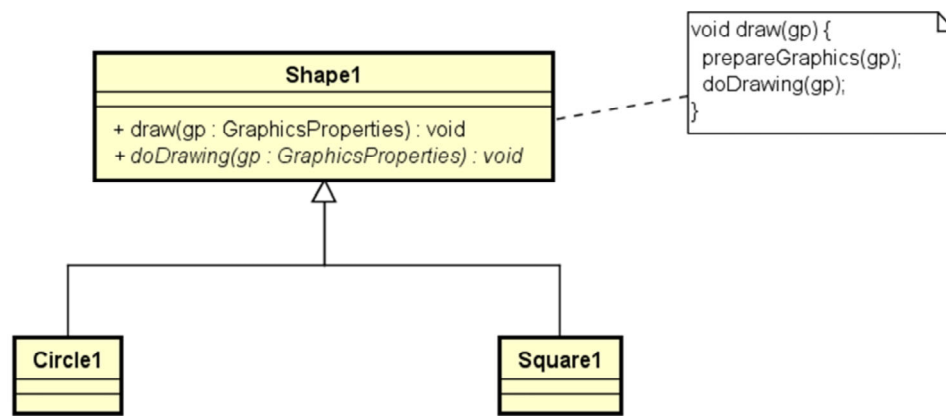 Shape1
+ draw(gp : GraphicsProperties) : void
+ doDrawing(gp : GraphicsProperties) : void
void draw(gp) {
prepareGraphics(gp);
doDrawing(gp);
}
Circle1
Square1